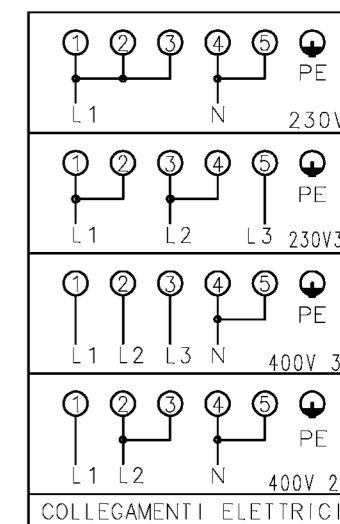 1 2 3 4 5
PE
L1 N
230V
1 2 3 4 5
PE
L1 L2 L3 230V3
1 2 3 4 5
PE
L1 L2 L3 N
400V 3
1 2 3 4 5
PE
L1 L2 N
400V 2
COLLEGAMENTI ELETTRICI